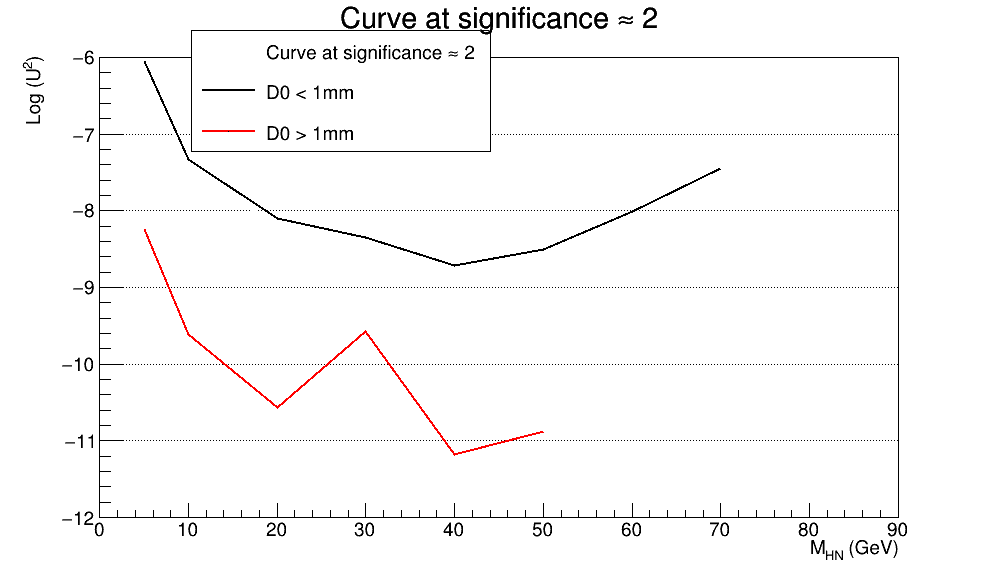 Curve at significance ≈ 2
Curve at significance ≈ 2
D0 < 1mm
D0 > 1mm
Log (U²)
−6
−7
−8
−9
−10
−11
−12
0 10 20 30 40 50 60 70 80 90
M_HN (GeV)